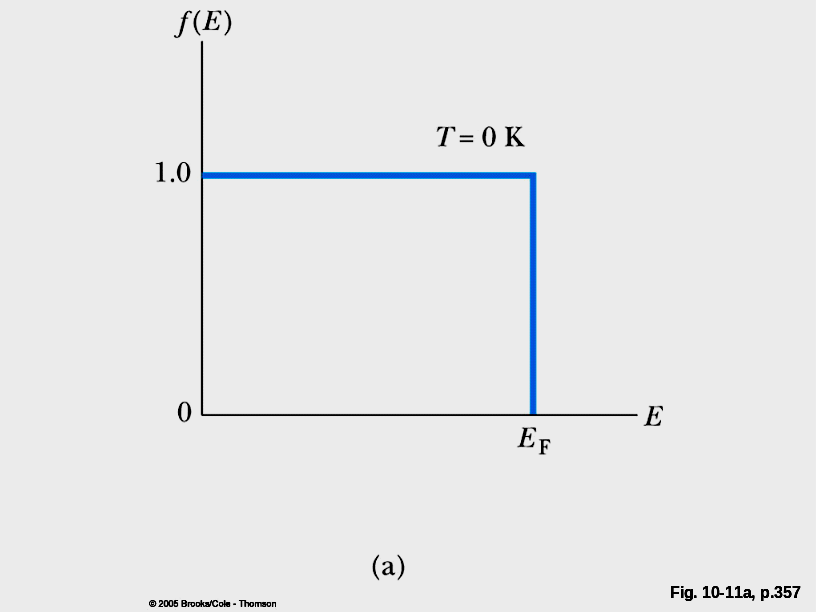 f(E)
T = 0 K
1.0
0
E
E_F
(a)
Fig. 10-11a, p.357
© 2005 Brooks/Cole - Thomson